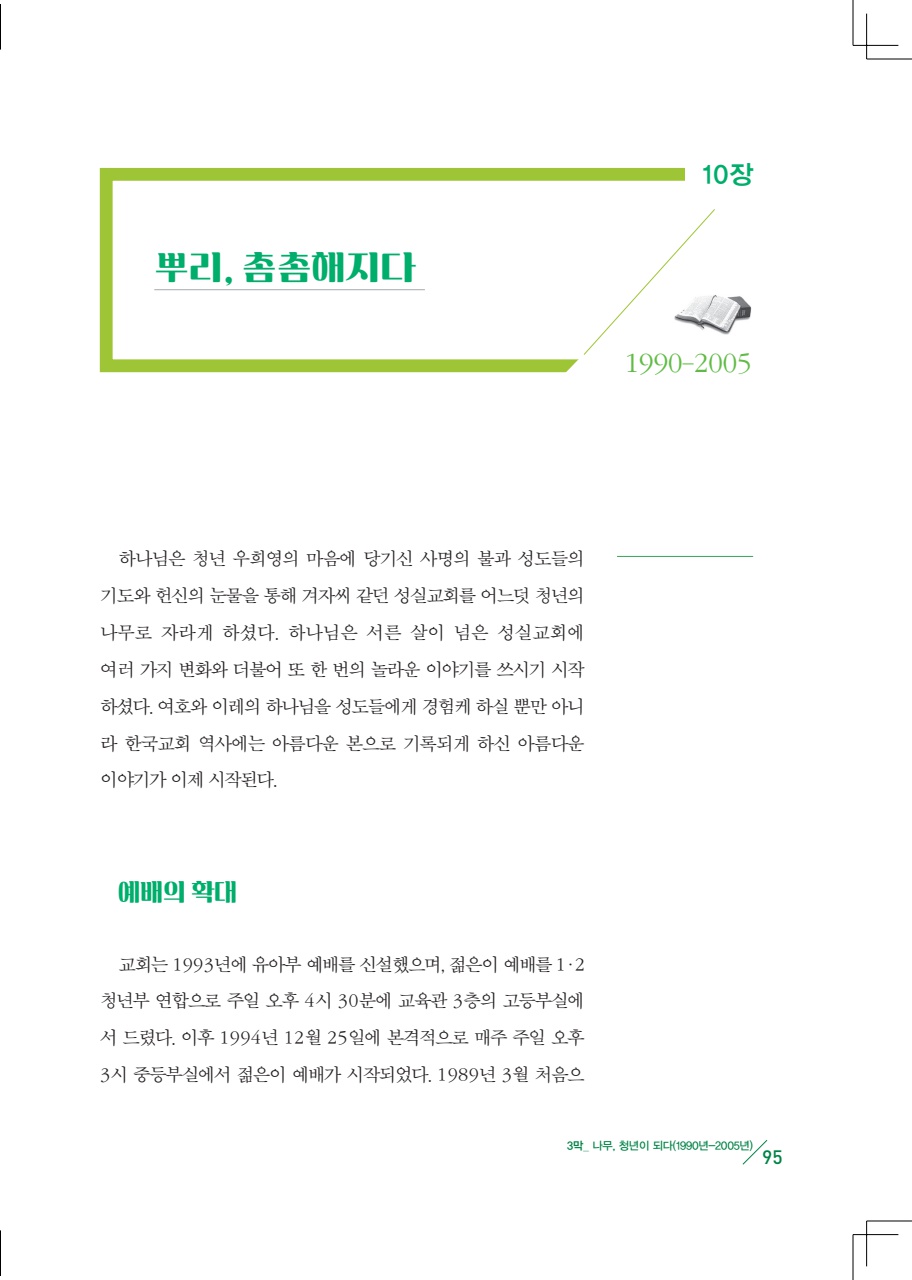 10장
뿌리, 촘촘해지다
1990-2005
하나님은 청년 우희영의 마음에 당기신 사명의 불과 성도들의
기도와 헌신의 눈물을 통해 겨자씨 같던 성실교회를 어느덧 청년의
나무로 자라게 하셨다. 하나님은 서른 살이 넘은 성실교회에
여러 가지 변화와 더불어 또 한 번의 놀라운 이야기를 쓰시기 시작
하셨다. 여호와 이레의 하나님을 성도들에게 경험케 하실 뿐만 아니
라 한국교회 역사에는 아름다운 본으로 기록되게 하신 아름다운
이야기가 이제 시작된다.
예배의 확대
교회는 1993년에 유아부 예배를 신설했으며, 젊은이 예배를 1·2
청년부 연합으로 주일 오후 4시 30분에 교육관 3층의 고등부실에
서 드렸다. 이후 1994년 12월 25일에 본격적으로 매주 주일 오후
3시 중등부실에서 젊은이 예배가 시작되었다. 1989년 3월 처음으
3막_ 나무, 청년이 되다(1990년-2005년)
95